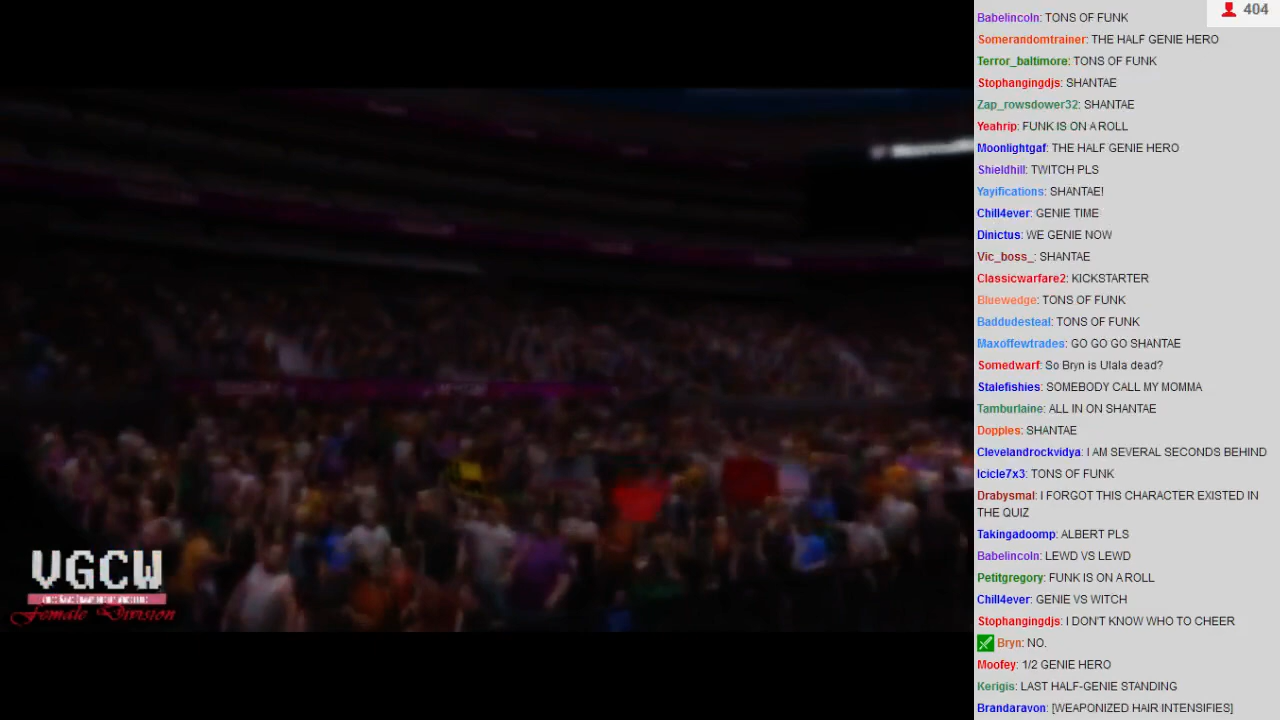 404
Babelincoln: TONS OF FUNK
Somerandomtrainer: THE HALF GENIE HERO
Terror_baltimore: TONS OF FUNK
Stophangingdjs: SHANTAE
Zap_rowsdower32: SHANTAE
Yeahrip: FUNK IS ON A ROLL
Moonlightgaf: THE HALF GENIE HERO
Shieldhill: TWITCH PLS
Yayifications: SHANTAE!
Chill4ever: GENIE TIME
Dinictus: WE GENIE NOW
Vic_boss_: SHANTAE
Classicwarfare2: KICKSTARTER
Bluewedge: TONS OF FUNK
Baddudesteal: TONS OF FUNK
Maxoffewtrades: GO GO GO SHANTAE
Somedwarf: So Bryn is Ulala dead?
Stalefishies: SOMEBODY CALL MY MOMMA
Tamburlaine: ALL IN ON SHANTAE
Dopples: SHANTAE
Clevelandrockvidya: I AM SEVERAL SECONDS BEHIND
Icicle7x3: TONS OF FUNK
Drabysmal: I FORGOT THIS CHARACTER EXISTED IN
THE QUIZ
Takingadoomp: ALBERT PLS
Babelincoln: LEWD VS LEWD
Petitgregory: FUNK IS ON A ROLL
Chill4ever: GENIE VS WITCH
Stophangingdjs: I DON'T KNOW WHO TO CHEER
Bryn: NO.
Moofey: 1/2 GENIE HERO
Kerigis: LAST HALF-GENIE STANDING
Brandaravon: [WEAPONIZED HAIR INTENSIFIES]
VGCW
Female Division